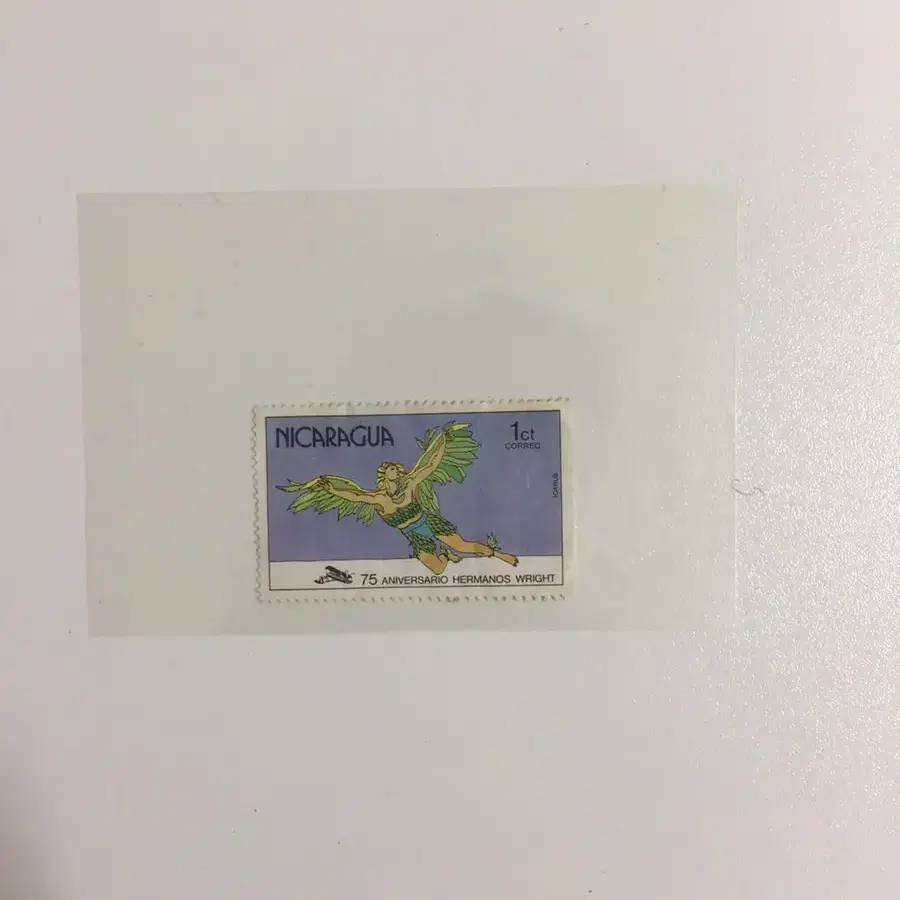 NICARAGUA
1ct
CORREO
ICARUS
75 ANIVERSARIO HERMANOS WRIGHT